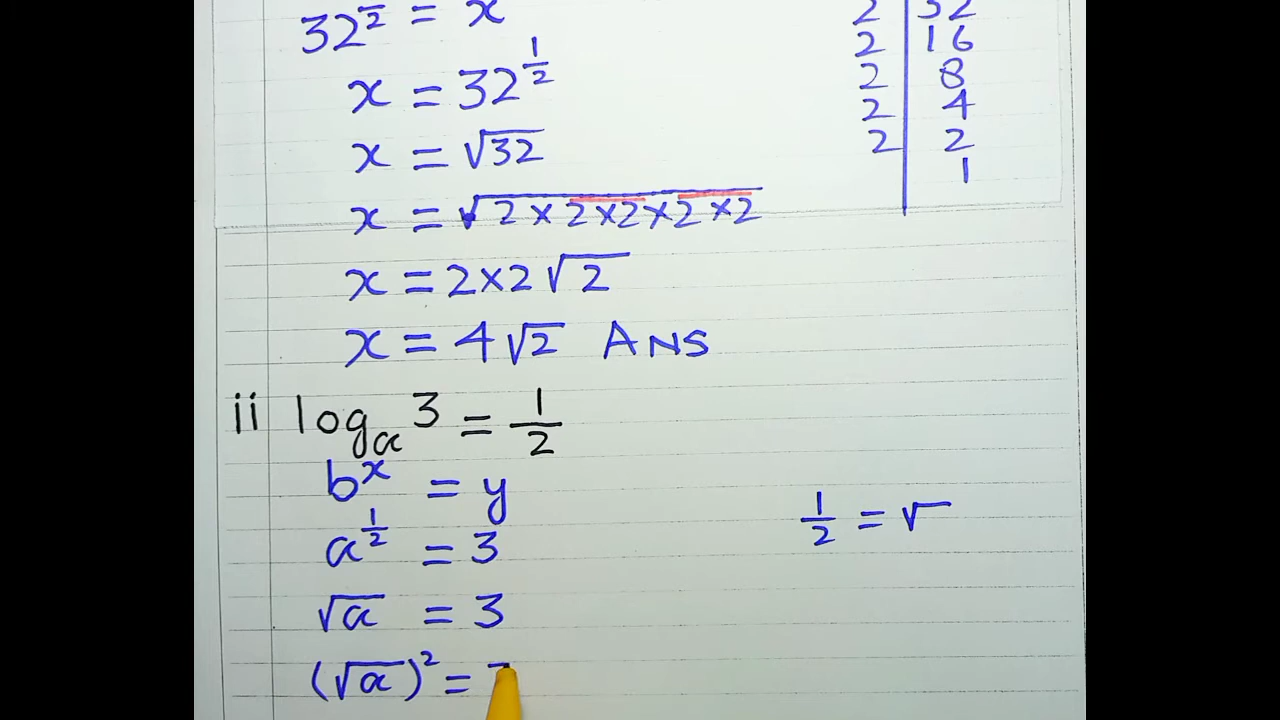 32^½ = x
x = 32^½
x = √32
x = √2 × 2×2 × 2×2
x = 2×2 √2
x = 4√2 ANS
2 | 32
2 | 16
2 | 8
2 | 4
2 | 2
1
ii logₐ 3 = 1/2
b^x = y
a^½ = 3
1/2 = √
√a = 3
(√a)² =